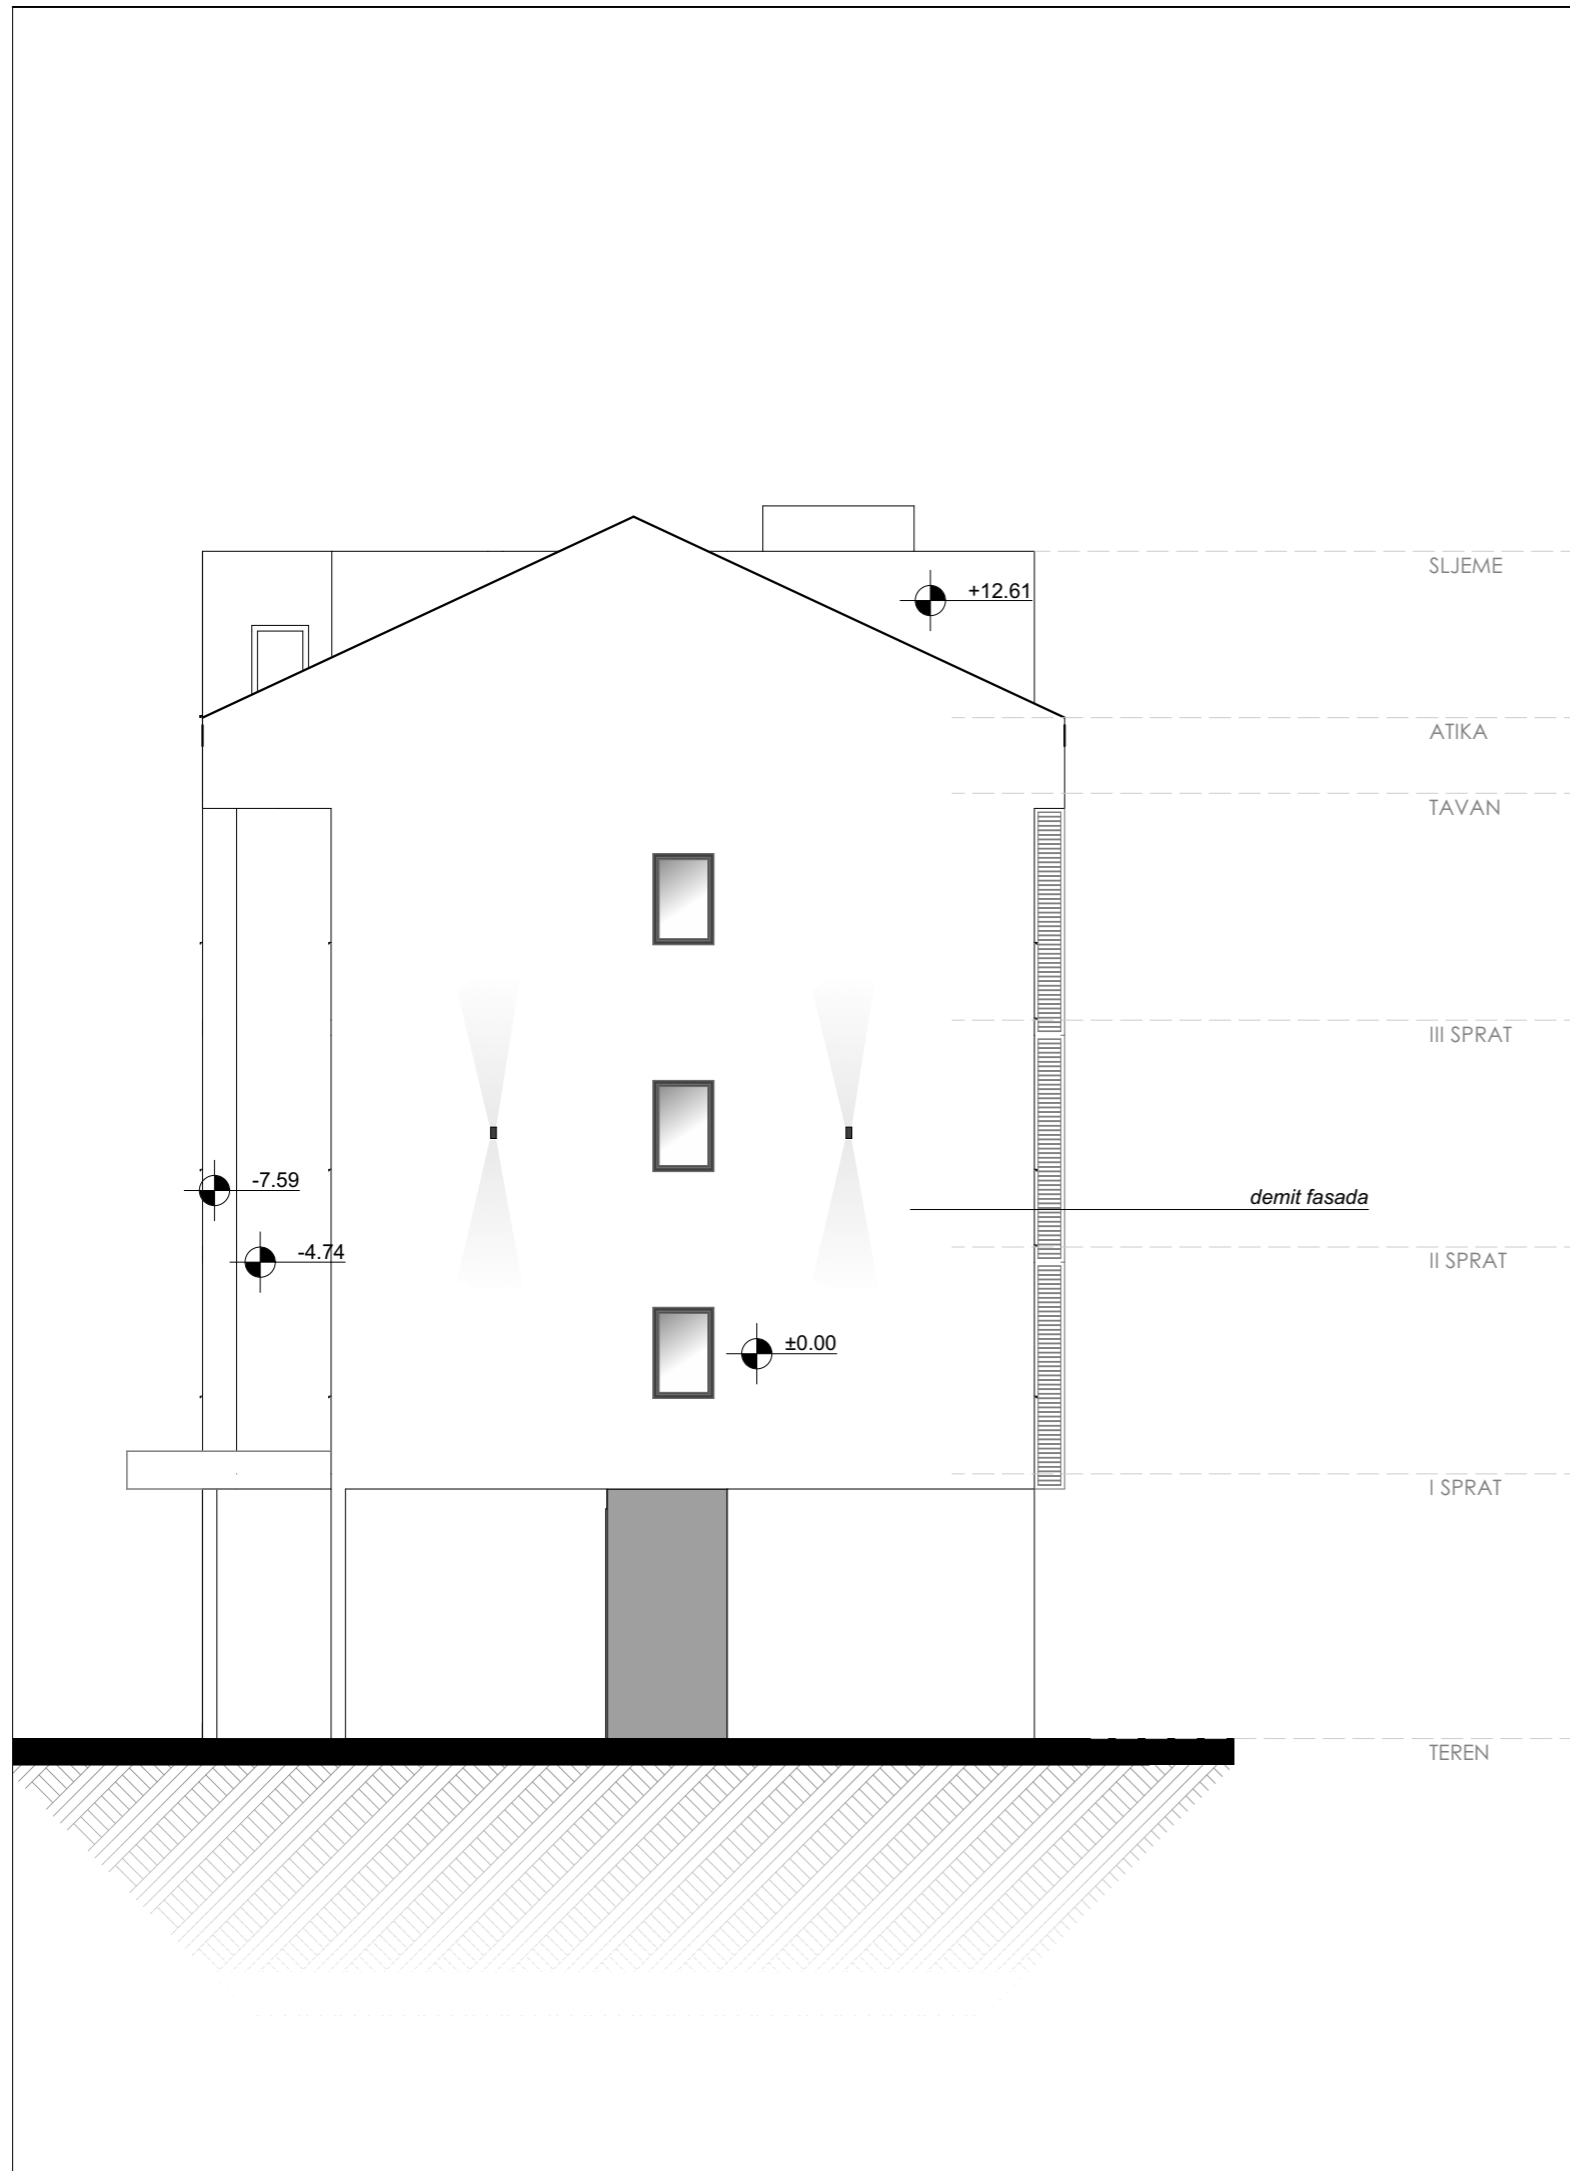 SLJEME
+12.61
ATIKA
TAVAN
III SPRAT
-7.59
demit fasada
-4.74
II SPRAT
±0.00
I SPRAT
TEREN